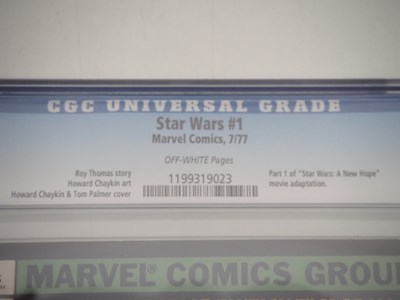 CGC UNIVERSAL GRADE
Star Wars #1
Marvel Comics, 7/77
OFF-WHITE Pages
Roy Thomas story
Howard Chaykin art
Howard Chaykin & Tom Palmer cover
1199319023
Part 1 of "Star Wars: A New Hope"
movie adaptation.
MARVEL® COMICS GROU